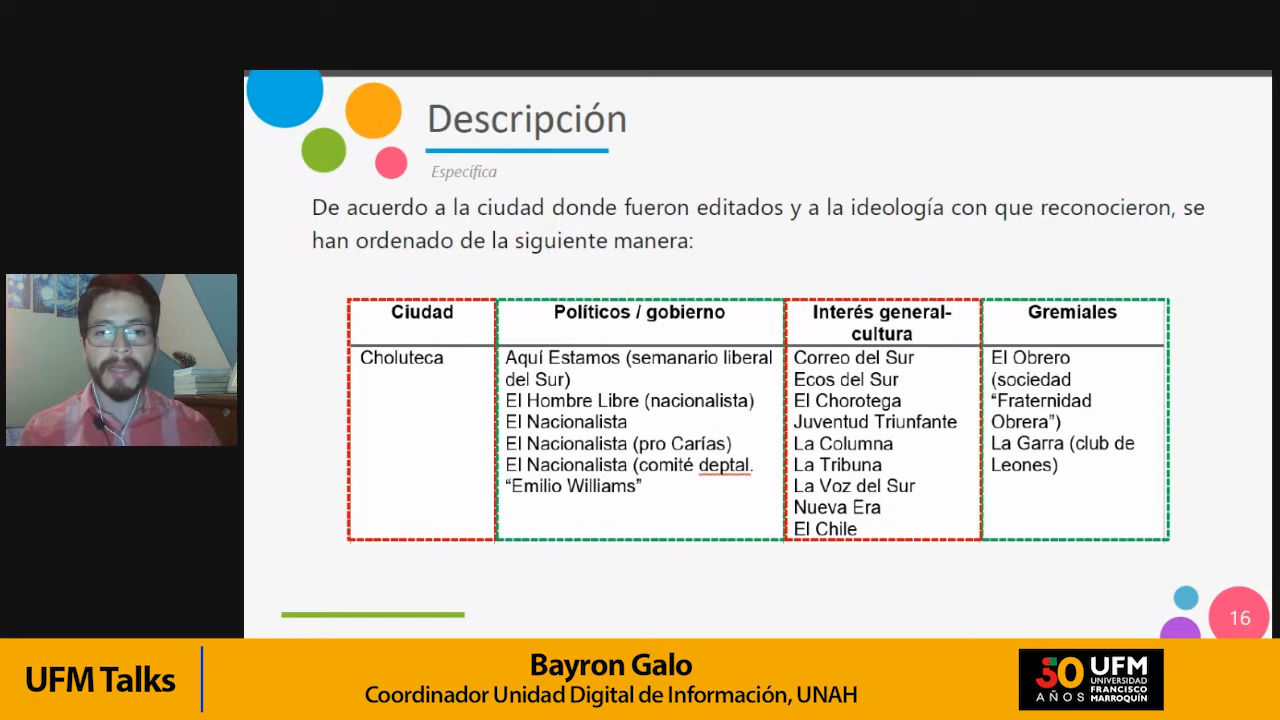 Descripción
Específica
De acuerdo a la ciudad donde fueron editados y a la ideología con que reconocieron, se
han ordenado de la siguiente manera:
Ciudad
Políticos / gobierno
Interés general-
cultura
Gremiales
Choluteca
Aquí Estamos (semanario liberal
del Sur)
El Hombre Libre (nacionalista)
El Nacionalista
El Nacionalista (pro Carías)
El Nacionalista (comité deptal.
“Emilio Williams”
Correo del Sur
Ecos del Sur
El Chorotega
Juventud Triunfante
La Columna
La Tribuna
La Voz del Sur
Nueva Era
El Chile
El Obrero
(sociedad
“Fraternidad
Obrera”)
La Garra (club de
Leones)
16
UFM Talks
Bayron Galo
Coordinador Unidad Digital de Información, UNAH
50
AÑOS
UFM
UNIVERSIDAD
FRANCISCO
MARROQUÍN